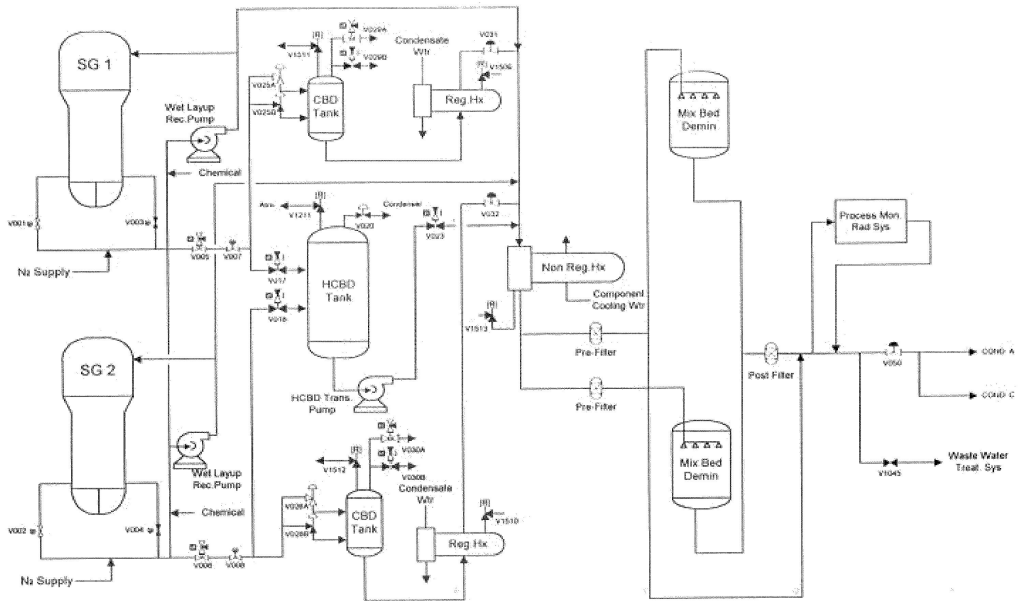 SG 1
Wet Layup
Rec.Pump
Chemical
V001
V003
N₂ Supply
V005
V007
[R]
V1511
V029A
V029B
V025A
V025B
CBD
Tank
Condensate
Wtr
V031
[R]
V1506
Reg.Hx
Atm
[R]
V1211
V020
Condenser
V017
V018
HCBD
Tank
V023
V032
HCBD Trans.
Pump
Non Reg.Hx
Component
Cooling Wtr
[R]
V1513
Pre-Filter
Pre-Filter
SG 2
Wet Layup
Rec.Pump
Chemical
V002
V004
N₂ Supply
V006
V008
[R]
V1512
V030A
V030B
V026A
V026B
CBD
Tank
Condensate
Wtr
[R]
V1510
Reg.Hx
Mix Bed
Demin
Mix Bed
Demin
Process Mon.
Rad Sys
Post Filter
V050
COND A
COND C
V1045
Waste Water
Treat. Sys